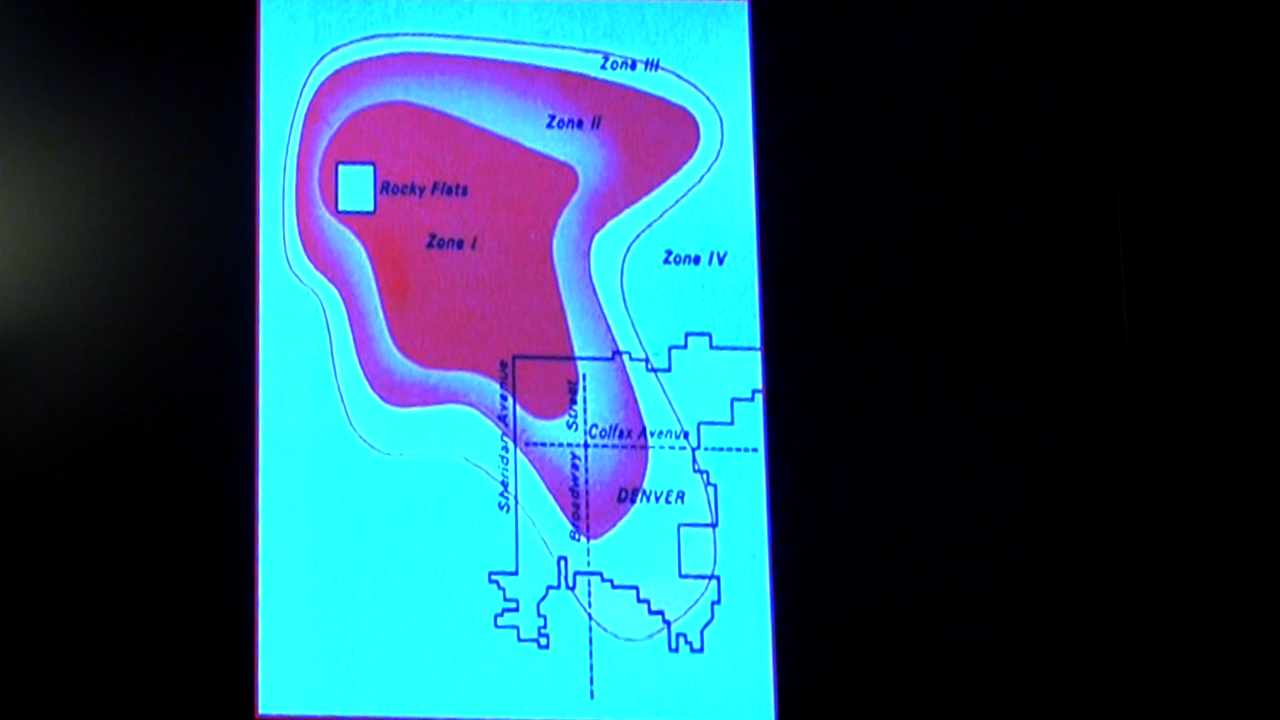 Zone III
Zone II
Rocky Flats
Zone I
Zone IV
Sheridan Avenue
Broadway Street
Colfax Avenue
DENVER